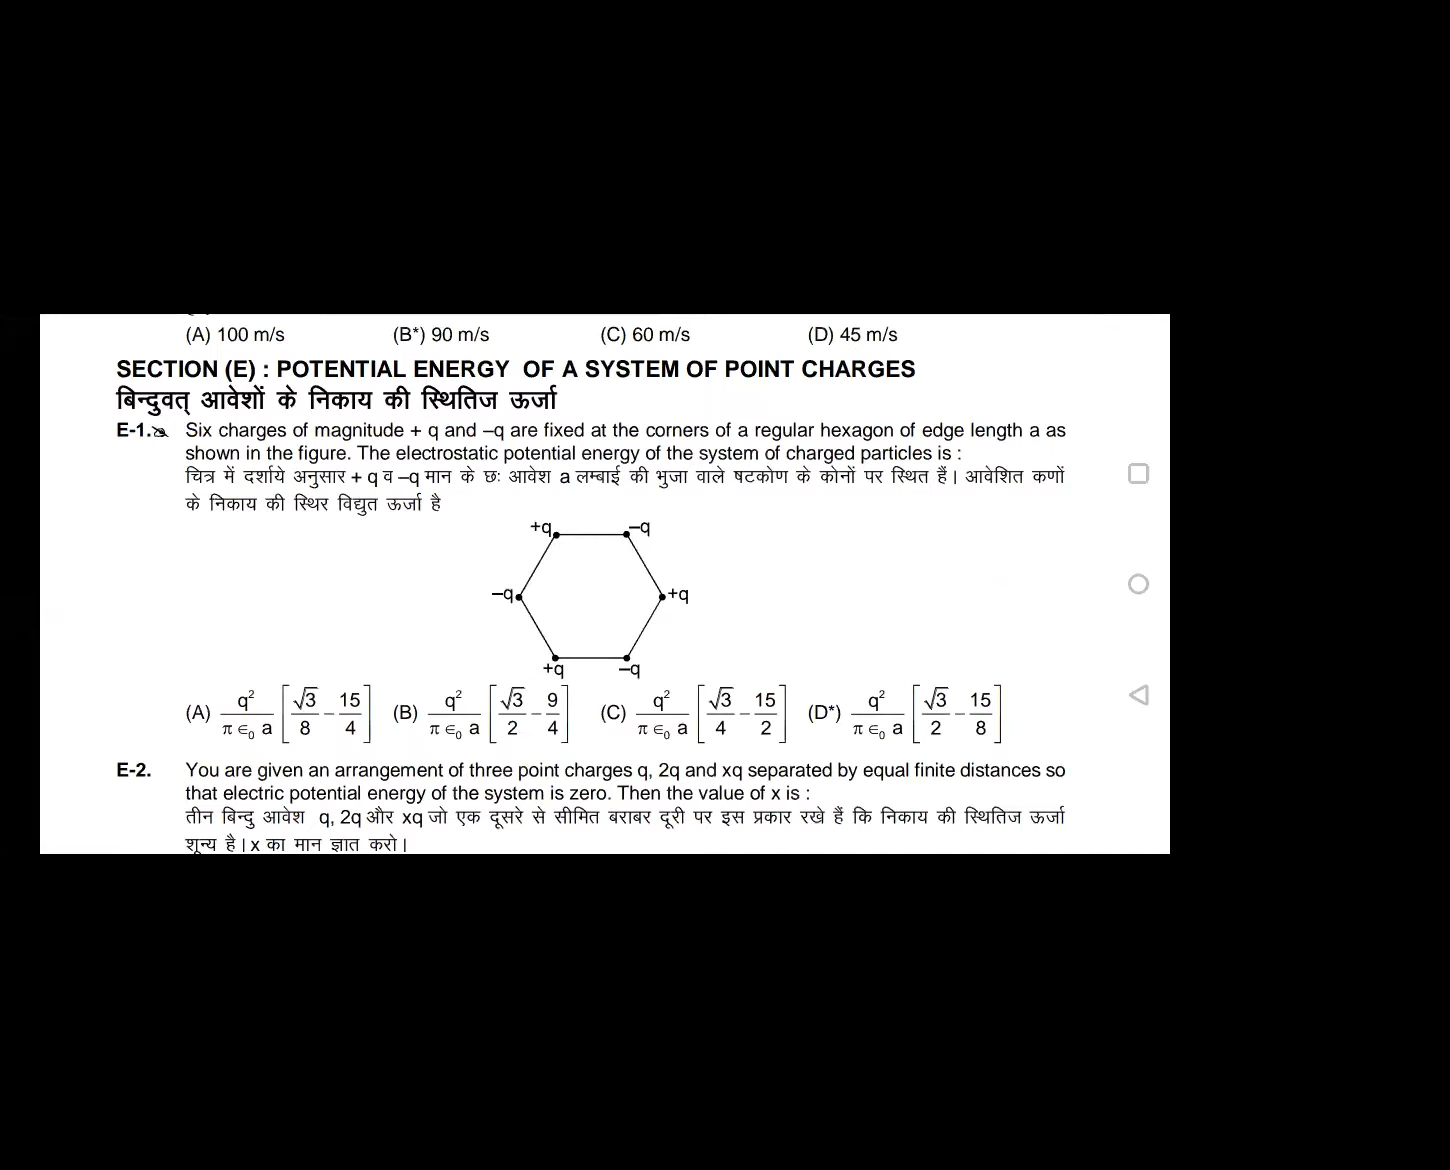 (A) 100 m/s (B*) 90 m/s (C) 60 m/s (D) 45 m/s
SECTION (E) : POTENTIAL ENERGY OF A SYSTEM OF POINT CHARGES
बिन्दुवत् आवेशों के निकाय की स्थितिज ऊर्जा
E-1. Six charges of magnitude + q and –q are fixed at the corners of a regular hexagon of edge length a as
shown in the figure. The electrostatic potential energy of the system of charged particles is :
चित्र में दर्शाये अनुसार + q व –q मान के छः आवेश a लम्बाई की भुजा वाले षटकोण के कोनों पर स्थित हैं। आवेशित कणों
के निकाय की स्थिर विद्युत ऊर्जा है
+q –q
–q +q
+q –q
(A) q²/(π ∈₀ a) [√3/8 – 15/4] (B) q²/(π ∈₀ a) [√3/2 – 9/4] (C) q²/(π ∈₀ a) [√3/4 – 15/2] (D*) q²/(π ∈₀ a) [√3/2 – 15/8]
E-2. You are given an arrangement of three point charges q, 2q and xq separated by equal finite distances so
that electric potential energy of the system is zero. Then the value of x is :
तीन बिन्दु आवेश q, 2q और xq जो एक दूसरे से सीमित बराबर दूरी पर इस प्रकार रखे हैं कि निकाय की स्थितिज ऊर्जा
शून्य है। x का मान ज्ञात करो।